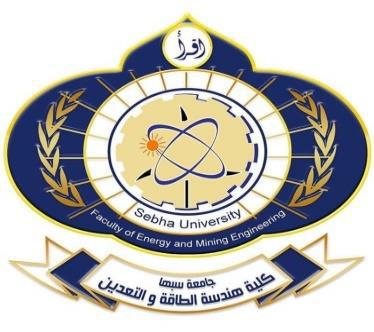 اقرأ
Sebha University
Faculty of Energy and Mining Engineering
جامعة سبها
كلية هندسة الطاقة و التعدين